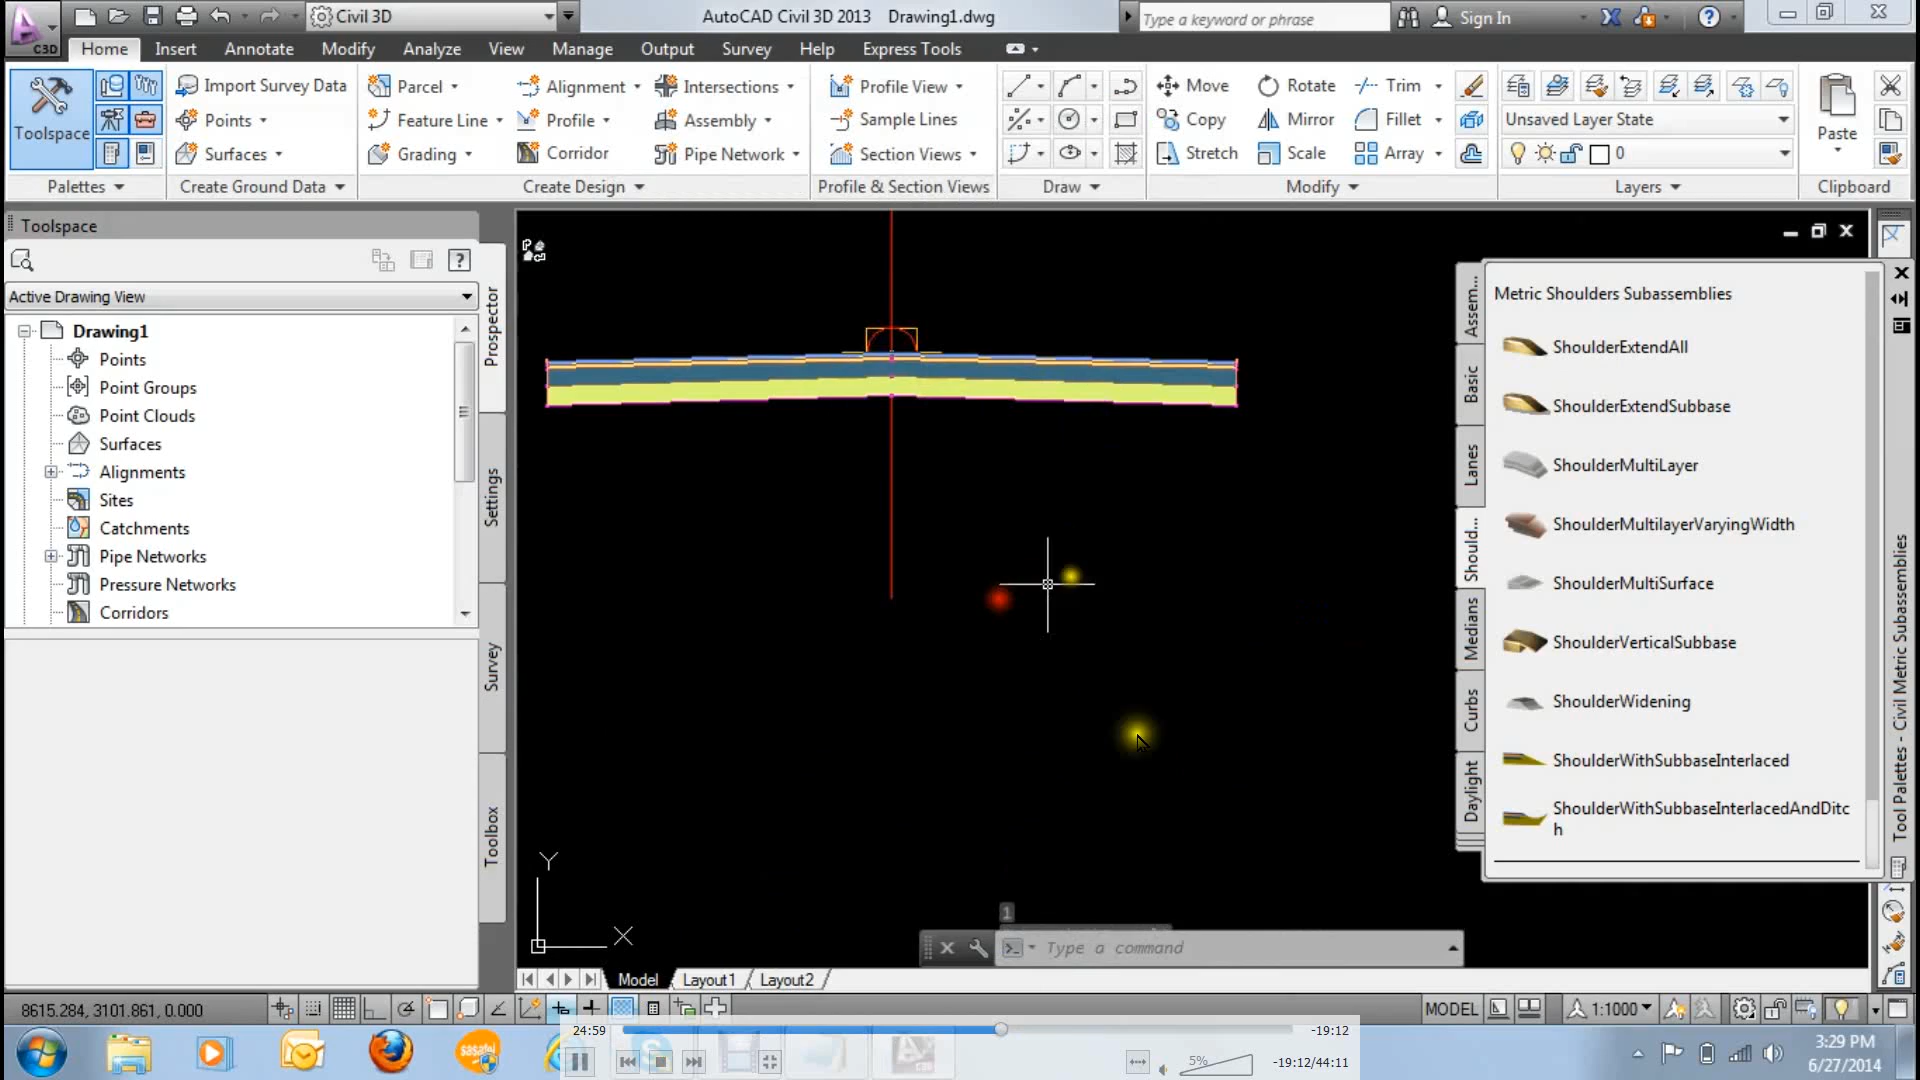 Civil 3D
AutoCAD Civil 3D 2013 Drawing1.dwg
Type a keyword or phrase
Sign In
C3D
Home Insert Annotate Modify Analyze View Manage Output Survey Help Express Tools
Toolspace
Import Survey Data
Points
Surfaces
Parcel
Feature Line
Grading
Alignment
Profile
Corridor
Intersections
Assembly
Pipe Network
Profile View
Sample Lines
Section Views
Move
Copy
Stretch
Rotate
Mirror
Scale
Trim
Fillet
Array
Unsaved Layer State
0
Paste
Palettes
Create Ground Data
Create Design
Profile & Section Views
Draw
Modify
Layers
Clipboard
Toolspace
Active Drawing View
Drawing1
Points
Point Groups
Point Clouds
Surfaces
Alignments
Sites
Catchments
Pipe Networks
Pressure Networks
Corridors
Prospector
Settings
Survey
Toolbox
Y
X
Assem...
Basic
Lanes
Should...
Medians
Curbs
Daylight
Metric Shoulders Subassemblies
ShoulderExtendAll
ShoulderExtendSubbase
ShoulderMultiLayer
ShoulderMultilayerVaryingWidth
ShoulderMultiSurface
ShoulderVerticalSubbase
ShoulderWidening
ShoulderWithSubbaseInterlaced
ShoulderWithSubbaseInterlacedAndDitc
h
Tool Palettes - Civil Metric Subassemblies
1
Type a command
Model Layout1 Layout2
8615.284, 3101.861, 0.000
MODEL
1:1000
24:59
-19:12
5%
-19:12/44:11
sasatel
3:29 PM
6/27/2014